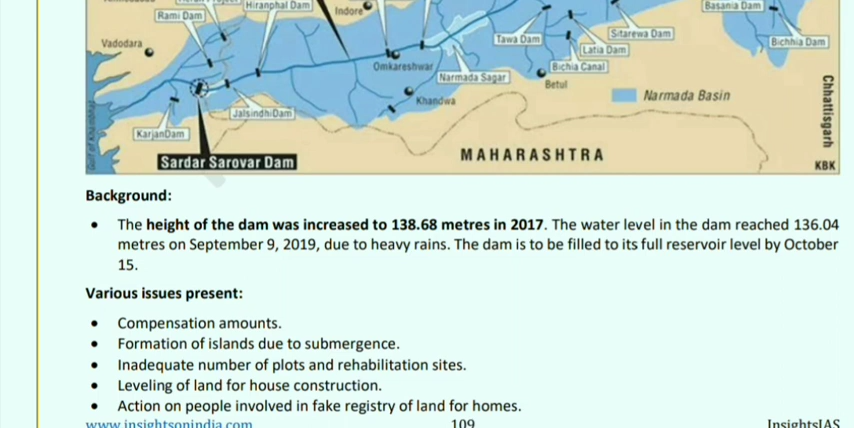 Hiranphal Dam
Indore
Basania Dam
Rami Dam
Vadodara
Tawa Dam
Sitarewa Dam
Latia Dam
Bichhia Dam
Omkareshwar
Narmada Sagar
Bichia Canal
Betul
Khandwa
Narmada Basin
JalsindhiDam
KarjanDam
Gulf of Khambhat
Chhattisgarh
Sardar Sarovar Dam
MAHARASHTRA
KBK
Background:
• The height of the dam was increased to 138.68 metres in 2017. The water level in the dam reached 136.04
metres on September 9, 2019, due to heavy rains. The dam is to be filled to its full reservoir level by October
15.
Various issues present:
• Compensation amounts.
• Formation of islands due to submergence.
• Inadequate number of plots and rehabilitation sites.
• Leveling of land for house construction.
• Action on people involved in fake registry of land for homes.
www.insightsonindia.com 109 InsightsIAS